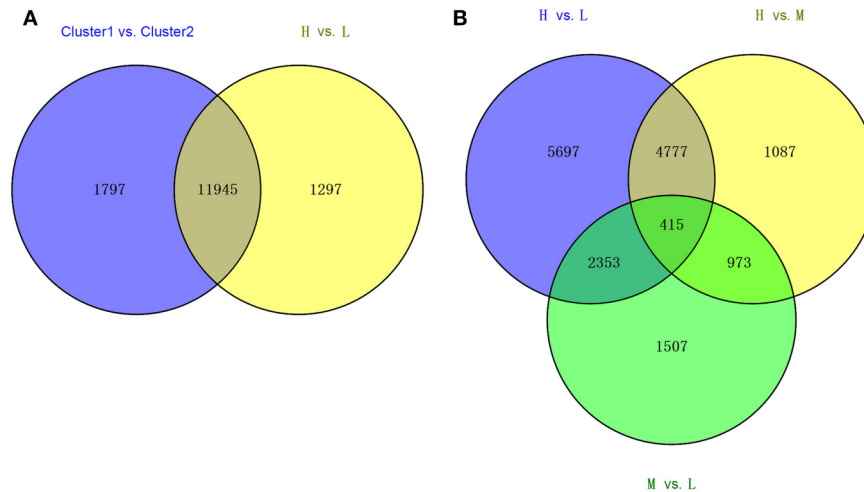 A
Cluster1 vs. Cluster2
H vs. L
1797
11945
1297
B
H vs. L
H vs. M
5697
4777
1087
415
2353
973
1507
M vs. L